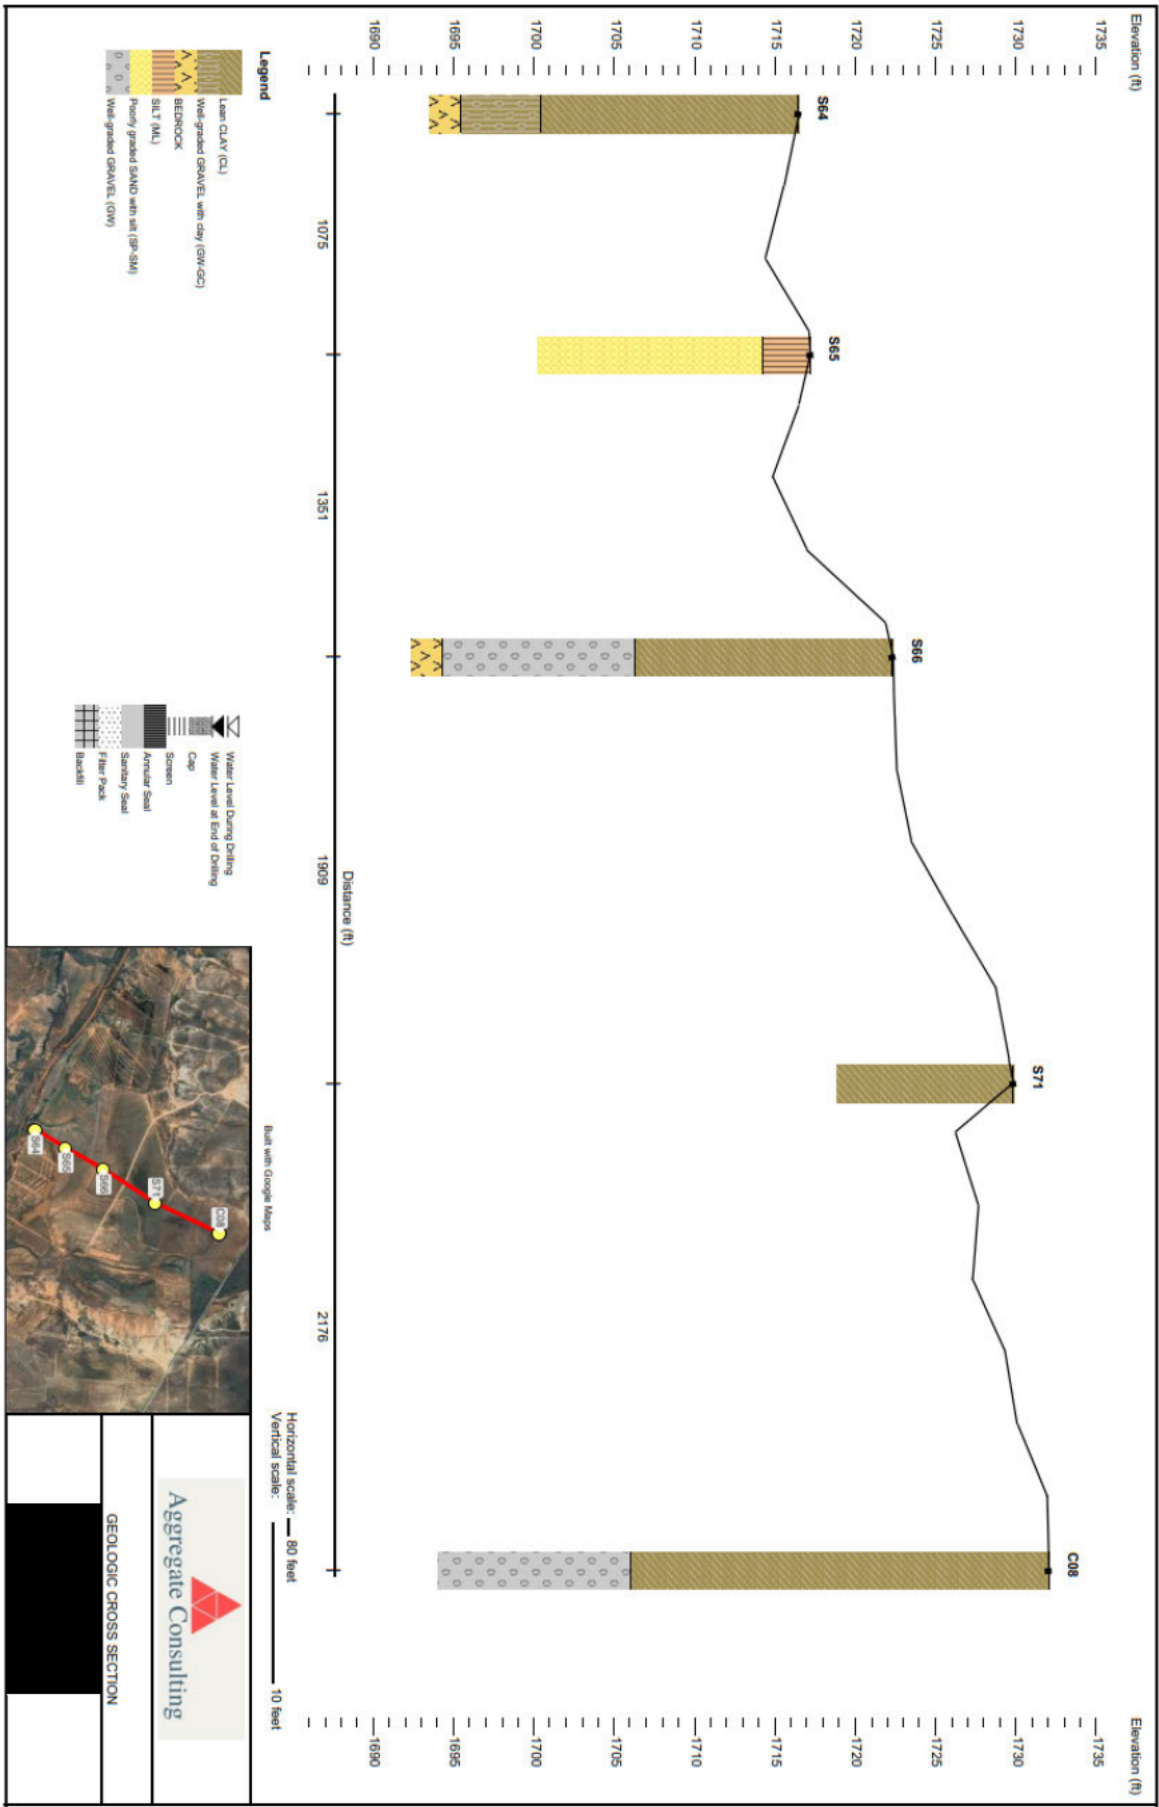 Elevation (ft)
Elevation (ft)
1735
1730
1725
1720
1715
1710
1705
1700
1695
1690
1735
1730
1725
1720
1715
1710
1705
1700
1695
1690
S64
S65
S66
S71
C08
1075
1351
1909
2176
Distance (ft)
Legend
Lean CLAY (CL)
Well-graded GRAVEL with clay (GW-GC)
BEDROCK
SILT (ML)
Poorly graded SAND with silt (SP-SM)
Well-graded GRAVEL (GW)
Water Level During Drilling
Water Level at End of Drilling
Cap
Screen
Annular Seal
Sanitary Seal
Filter Pack
Backfill
Built with Google Maps
C08
S71
S66
S65
S64
Horizontal scale: 80 feet
Vertical scale: 10 feet
Aggregate Consulting
GEOLOGIC CROSS SECTION